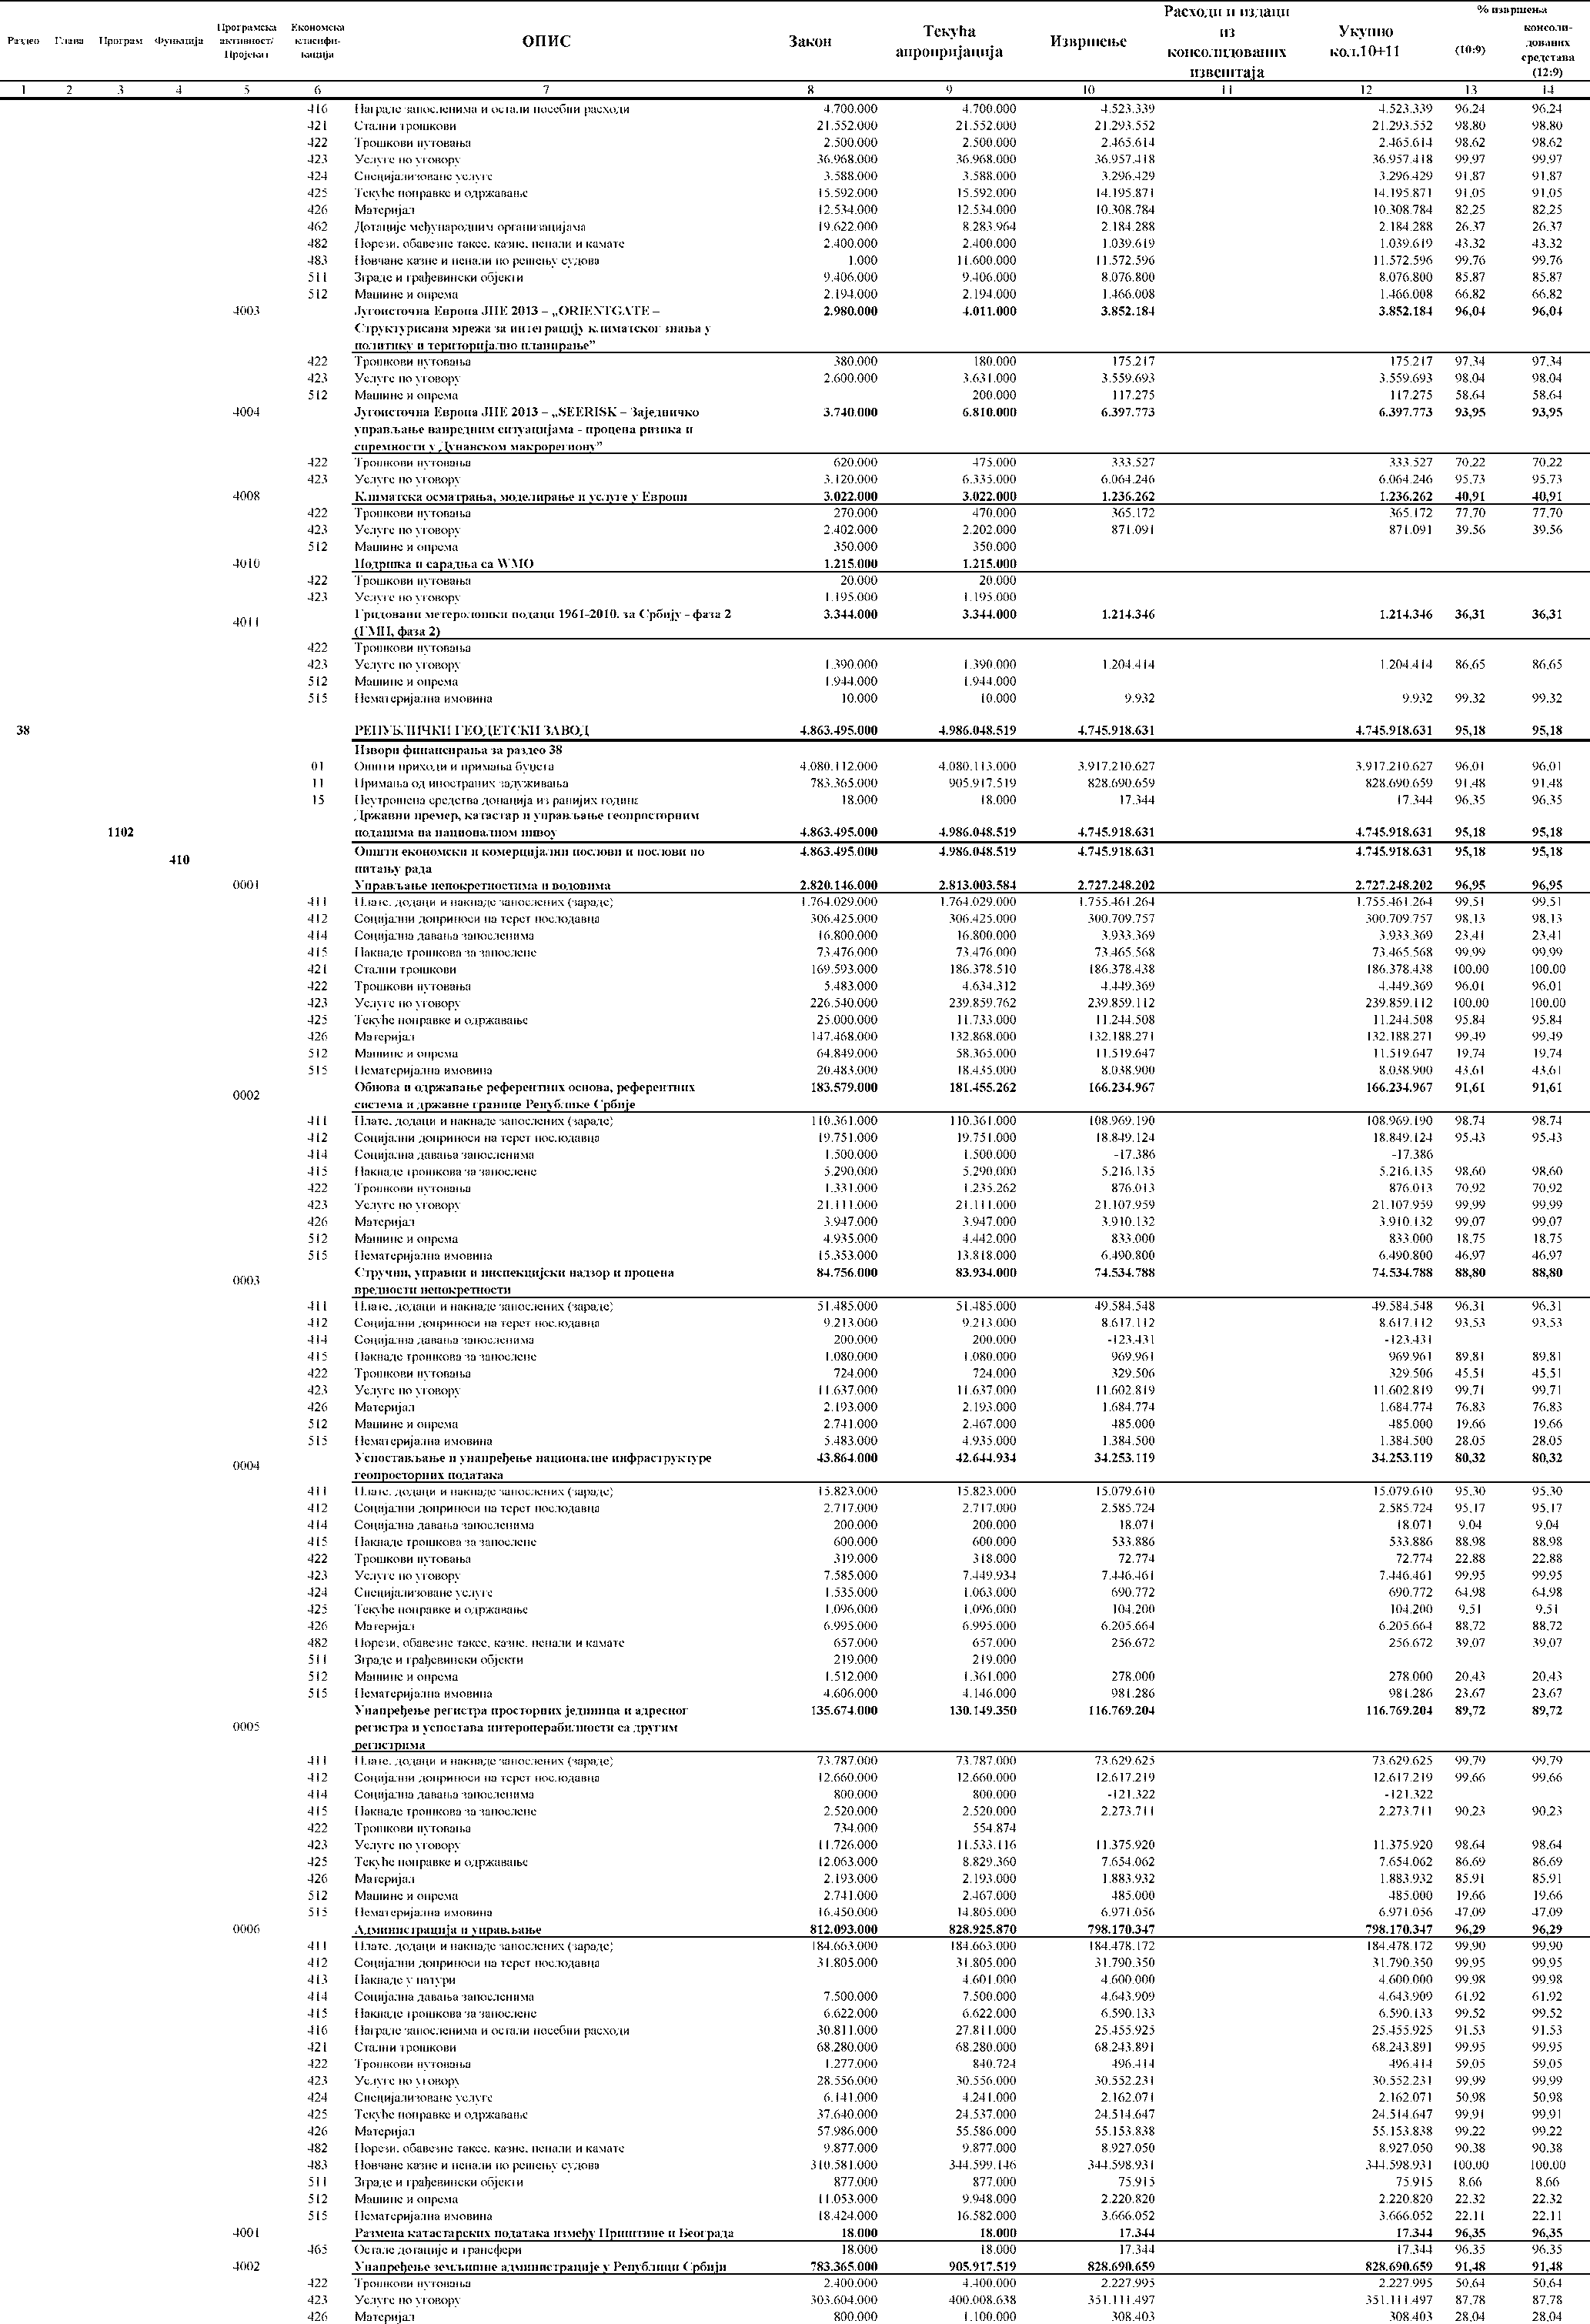 Раздео Глава Програм Функција Програмска активност/ Пројекат Економска класифи-кација ОПИС Закон Текућа апропријација Извршење Расходи и издаци из консолидованих извештаја Укупно кол.10+11 % извршења (10:9) консоли-дованих средстава (12:9)
1 2 3 4 5 6 7 8 9 10 11 12 13 14
416 Награде запосленима и остали посебни расходи 4.700.000 4.700.000 4.523.339 4.523.339 96,24 96,24
421 Стални трошкови 21.552.000 21.552.000 21.293.552 21.293.552 98,80 98,80
422 Трошкови путовања 2.500.000 2.500.000 2.465.614 2.465.614 98,62 98,62
423 Услуге по уговору 36.968.000 36.968.000 36.957.418 36.957.418 99,97 99,97
424 Специјализоване услуге 3.588.000 3.588.000 3.296.429 3.296.429 91,87 91,87
425 Текуће поправке и одржавање 15.592.000 15.592.000 14.195.871 14.195.871 91,05 91,05
426 Материјал 12.534.000 12.534.000 10.308.784 10.308.784 82,25 82,25
462 Дотације међународним организацијама 19.622.000 8.283.964 2.184.288 2.184.288 26,37 26,37
482 Порези, обавезне таксе, казне, пенали и камате 2.400.000 2.400.000 1.039.619 1.039.619 43,32 43,32
483 Новчане казне и пенали по решењу судова 1.000 11.600.000 11.572.596 11.572.596 99,76 99,76
511 Зграде и грађевински објекти 9.406.000 9.406.000 8.076.800 8.076.800 85,87 85,87
512 Машине и опрема 2.194.000 2.194.000 1.466.008 1.466.008 66,82 66,82
4003 Југоисточна Европа ЈИЕ 2013 – „ORIENTGATE – 2.980.000 4.011.000 3.852.184 3.852.184 96,04 96,04
Структурисана мрежа за интеграцију климатског знања у
политику и територијално планирање”
422 Трошкови путовања 380.000 180.000 175.217 175.217 97,34 97,34
423 Услуге по уговору 2.600.000 3.631.000 3.559.693 3.559.693 98,04 98,04
512 Машине и опрема 200.000 117.275 117.275 58,64 58,64
4004 Југоисточна Европа ЈИЕ 2013 – „SEERISK – Заједничко 3.740.000 6.810.000 6.397.773 6.397.773 93,95 93,95
управљање ванредним ситуацијама - процена ризика и
спремности у Дунавском макрорегиону”
422 Трошкови путовања 620.000 475.000 333.527 333.527 70,22 70,22
423 Услуге по уговору 3.120.000 6.335.000 6.064.246 6.064.246 95,73 95,73
4008 Климатска осматрања, моделирање и услуге у Европи 3.022.000 3.022.000 1.236.262 1.236.262 40,91 40,91
422 Трошкови путовања 270.000 470.000 365.172 365.172 77,70 77,70
423 Услуге по уговору 2.402.000 2.202.000 871.091 871.091 39,56 39,56
512 Машине и опрема 350.000 350.000
4010 Подршка и сарадња са WMO 1.215.000 1.215.000
422 Трошкови путовања 20.000 20.000
423 Услуге по уговору 1.195.000 1.195.000
4011 Гридовани метеролошки подаци 1961-2010. за Србију - фаза 2 3.344.000 3.344.000 1.214.346 1.214.346 36,31 36,31
(ГМП, фаза 2)
422 Трошкови путовања
423 Услуге по уговору 1.390.000 1.390.000 1.204.414 1.204.414 86,65 86,65
512 Машине и опрема 1.944.000 1.944.000
515 Нематеријална имовина 10.000 10.000 9.932 9.932 99,32 99,32
38 РЕПУБЛИЧКИ ГЕОДЕТСКИ ЗАВОД 4.863.495.000 4.986.048.519 4.745.918.631 4.745.918.631 95,18 95,18
Извори финансирања за раздео 38
01 Општи приходи и примања буџета 4.080.112.000 4.080.113.000 3.917.210.627 3.917.210.627 96,01 96,01
11 Примања од иностраних задуживања 783.365.000 905.917.519 828.690.659 828.690.659 91,48 91,48
15 Неутрошена средства донација из ранијих година 18.000 18.000 17.344 17.344 96,35 96,35
Државни премер, катастар и управљање геопросторним
1102 подацима на националном нивоу 4.863.495.000 4.986.048.519 4.745.918.631 4.745.918.631 95,18 95,18
410 Општи економски и комерцијални послови и послови по 4.863.495.000 4.986.048.519 4.745.918.631 4.745.918.631 95,18 95,18
питању рада
0001 Управљање непокретностима и водовима 2.820.146.000 2.813.003.584 2.727.248.202 2.727.248.202 96,95 96,95
411 Плате, додаци и накнаде запослених (зараде) 1.764.029.000 1.764.029.000 1.755.461.264 1.755.461.264 99,51 99,51
412 Социјални доприноси на терет послодавца 306.425.000 306.425.000 300.709.757 300.709.757 98,13 98,13
414 Социјална давања запосленима 16.800.000 16.800.000 3.933.369 3.933.369 23,41 23,41
415 Накнаде трошкова за запослене 73.476.000 73.476.000 73.465.568 73.465.568 99,99 99,99
421 Стални трошкови 169.593.000 186.378.510 186.378.438 186.378.438 100,00 100,00
422 Трошкови путовања 5.483.000 4.634.312 4.449.369 4.449.369 96,01 96,01
423 Услуге по уговору 226.540.000 239.859.762 239.859.112 239.859.112 100,00 100,00
425 Текуће поправке и одржавање 25.000.000 11.733.000 11.244.508 11.244.508 95,84 95,84
426 Материјал 147.468.000 132.868.000 132.188.271 132.188.271 99,49 99,49
512 Машине и опрема 64.849.000 58.365.000 11.519.647 11.519.647 19,74 19,74
515 Нематеријална имовина 20.483.000 18.435.000 8.038.900 8.038.900 43,61 43,61
0002 Обнова и одржавање референтних основа, референтних 183.579.000 181.455.262 166.234.967 166.234.967 91,61 91,61
система и државне границе Републике Србије
411 Плате, додаци и накнаде запослених (зараде) 110.361.000 110.361.000 108.969.190 108.969.190 98,74 98,74
412 Социјални доприноси на терет послодавца 19.751.000 19.751.000 18.849.124 18.849.124 95,43 95,43
414 Социјална давања запосленима 1.500.000 1.500.000 -17.386 -17.386
415 Накнаде трошкова за запослене 5.290.000 5.290.000 5.216.135 5.216.135 98,60 98,60
422 Трошкови путовања 1.331.000 1.235.262 876.013 876.013 70,92 70,92
423 Услуге по уговору 21.111.000 21.111.000 21.107.959 21.107.959 99,99 99,99
426 Материјал 3.947.000 3.947.000 3.910.132 3.910.132 99,07 99,07
512 Машине и опрема 4.935.000 4.442.000 833.000 833.000 18,75 18,75
515 Нематеријална имовина 15.353.000 13.818.000 6.490.800 6.490.800 46,97 46,97
0003 Стручни, управни и инспекцијски надзор и процена 84.756.000 83.934.000 74.534.788 74.534.788 88,80 88,80
вредности непокретности
411 Плате, додаци и накнаде запослених (зараде) 51.485.000 51.485.000 49.584.548 49.584.548 96,31 96,31
412 Социјални доприноси на терет послодавца 9.213.000 9.213.000 8.617.112 8.617.112 93,53 93,53
414 Социјална давања запосленима 200.000 200.000 -123.431 -123.431
415 Накнаде трошкова за запослене 1.080.000 1.080.000 969.961 969.961 89,81 89,81
422 Трошкови путовања 724.000 724.000 329.506 329.506 45,51 45,51
423 Услуге по уговору 11.637.000 11.637.000 11.602.819 11.602.819 99,71 99,71
426 Материјал 2.193.000 2.193.000 1.684.774 1.684.774 76,83 76,83
512 Машине и опрема 2.741.000 2.467.000 485.000 485.000 19,66 19,66
515 Нематеријална имовина 5.483.000 4.935.000 1.384.500 1.384.500 28,05 28,05
0004 Успостављање и унапређење националне инфраструктуре 43.864.000 42.644.934 34.253.119 34.253.119 80,32 80,32
геопросторних података
411 Плате, додаци и накнаде запослених (зараде) 15.823.000 15.823.000 15.079.610 15.079.610 95,30 95,30
412 Социјални доприноси на терет послодавца 2.717.000 2.717.000 2.585.724 2.585.724 95,17 95,17
414 Социјална давања запосленима 200.000 200.000 18.071 18.071 9,04 9,04
415 Накнаде трошкова за запослене 600.000 600.000 533.886 533.886 88,98 88,98
422 Трошкови путовања 319.000 318.000 72.774 72.774 22,88 22,88
423 Услуге по уговору 7.585.000 7.449.934 7.446.461 7.446.461 99,95 99,95
424 Специјализоване услуге 1.535.000 1.063.000 690.772 690.772 64,98 64,98
425 Текуће поправке и одржавање 1.096.000 1.096.000 104.200 104.200 9,51 9,51
426 Материјал 6.995.000 6.995.000 6.205.664 6.205.664 88,72 88,72
482 Порези, обавезне таксе, казне, пенали и камате 657.000 657.000 256.672 256.672 39,07 39,07
511 Зграде и грађевински објекти 219.000 219.000
512 Машине и опрема 1.512.000 1.361.000 278.000 278.000 20,43 20,43
515 Нематеријална имовина 4.606.000 4.146.000 981.286 981.286 23,67 23,67
Унапређење регистра просторних јединица и адресног 135.674.000 130.149.350 116.769.204 116.769.204 89,72 89,72
0005 регистра и успостава интероперабилности са другим
регистрима
411 Плате, додаци и накнаде запослених (зараде) 73.787.000 73.787.000 73.629.625 73.629.625 99,79 99,79
412 Социјални доприноси на терет послодавца 12.660.000 12.660.000 12.617.219 12.617.219 99,66 99,66
414 Социјална давања запосленима 800.000 800.000 -121.322 -121.322
415 Накнаде трошкова за запослене 2.520.000 2.520.000 2.273.711 2.273.711 90,23 90,23
422 Трошкови путовања 734.000 554.874
423 Услуге по уговору 11.726.000 11.533.116 11.375.920 11.375.920 98,64 98,64
425 Текуће поправке и одржавање 12.063.000 8.829.360 7.654.062 7.654.062 86,69 86,69
426 Материјал 2.193.000 2.193.000 1.883.932 1.883.932 85,91 85,91
512 Машине и опрема 2.741.000 2.467.000 485.000 485.000 19,66 19,66
515 Нематеријална имовина 16.450.000 14.805.000 6.971.056 6.971.056 47,09 47,09
0006 Администрација и управљање 812.093.000 828.925.870 798.170.347 798.170.347 96,29 96,29
411 Плате, додаци и накнаде запослених (зараде) 184.663.000 184.663.000 184.478.172 184.478.172 99,90 99,90
412 Социјални доприноси на терет послодавца 31.805.000 31.805.000 31.790.350 31.790.350 99,95 99,95
413 Накнаде у натури 4.601.000 4.600.000 4.600.000 99,98 99,98
414 Социјална давања запосленима 7.500.000 7.500.000 4.643.909 4.643.909 61,92 61,92
415 Накнаде трошкова за запослене 6.622.000 6.622.000 6.590.133 6.590.133 99,52 99,52
416 Награде запосленима и остали посебни расходи 30.811.000 27.811.000 25.455.925 25.455.925 91,53 91,53
421 Стални трошкови 68.280.000 68.280.000 68.243.891 68.243.891 99,95 99,95
422 Трошкови путовања 1.277.000 840.724 496.414 496.414 59,05 59,05
423 Услуге по уговору 28.556.000 30.556.000 30.552.231 30.552.231 99,99 99,99
424 Специјализоване услуге 6.141.000 4.241.000 2.162.071 2.162.071 50,98 50,98
425 Текуће поправке и одржавање 37.640.000 24.537.000 24.514.647 24.514.647 99,91 99,91
426 Материјал 57.986.000 55.586.000 55.153.838 55.153.838 99,22 99,22
482 Порези, обавезне таксе, казне, пенали и камате 9.877.000 9.877.000 8.927.050 8.927.050 90,38 90,38
483 Новчане казне и пенали по решењу судова 310.581.000 344.599.146 344.598.931 344.598.931 100,00 100,00
511 Зграде и грађевински објекти 877.000 877.000 75.915 75.915 8,66 8,66
512 Машине и опрема 11.053.000 9.948.000 2.220.820 2.220.820 22,32 22,32
515 Нематеријална имовина 18.424.000 16.582.000 3.666.052 3.666.052 22,11 22,11
4001 Размена катастарских података између Приштине и Београда 18.000 18.000 17.344 17.344 96,35 96,35
465 Остале дотације и трансфери 18.000 18.000 17.344 17.344 96,35 96,35
4002 Унапређење земљишне администрације у Републици Србији 783.365.000 905.917.519 828.690.659 828.690.659 91,48 91,48
422 Трошкови путовања 2.400.000 4.400.000 2.227.995 2.227.995 50,64 50,64
423 Услуге по уговору 303.604.000 400.008.638 351.111.497 351.111.497 87,78 87,78
426 Материјал 800.000 1.100.000 308.403 308.403 28,04 28,04